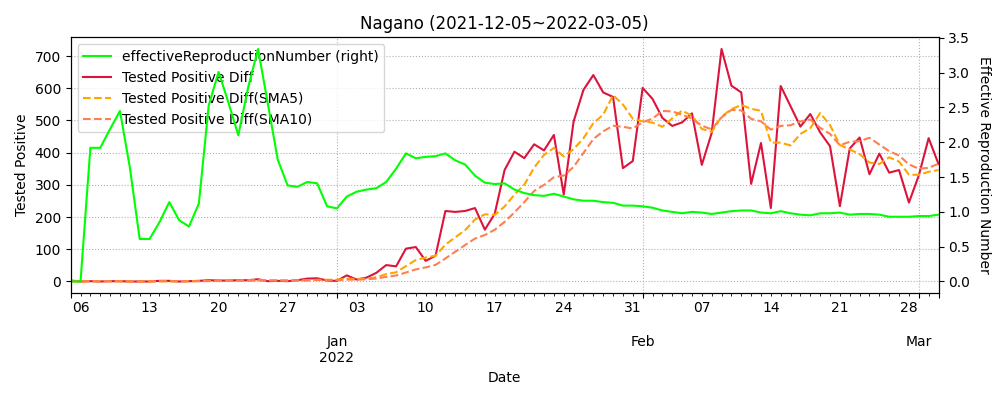 Nagano (2021-12-05~2022-03-05)
effectiveReproductionNumber (right)
Tested Positive Diff
Tested Positive Diff(SMA5)
Tested Positive Diff(SMA10)
Tested Positive
700
600
500
400
300
200
100
0
3.5
3.0
2.5
2.0
1.5
1.0
0.5
0.0
Effective Reproduction Number
06 13 20 27 03 10 17 24 31 07 14 21 28
Jan Feb Mar
2022
Date